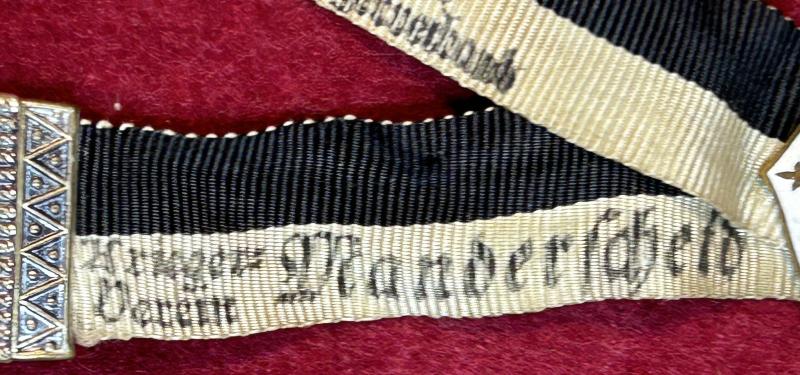 Krieger=
Verein
Manderscheid